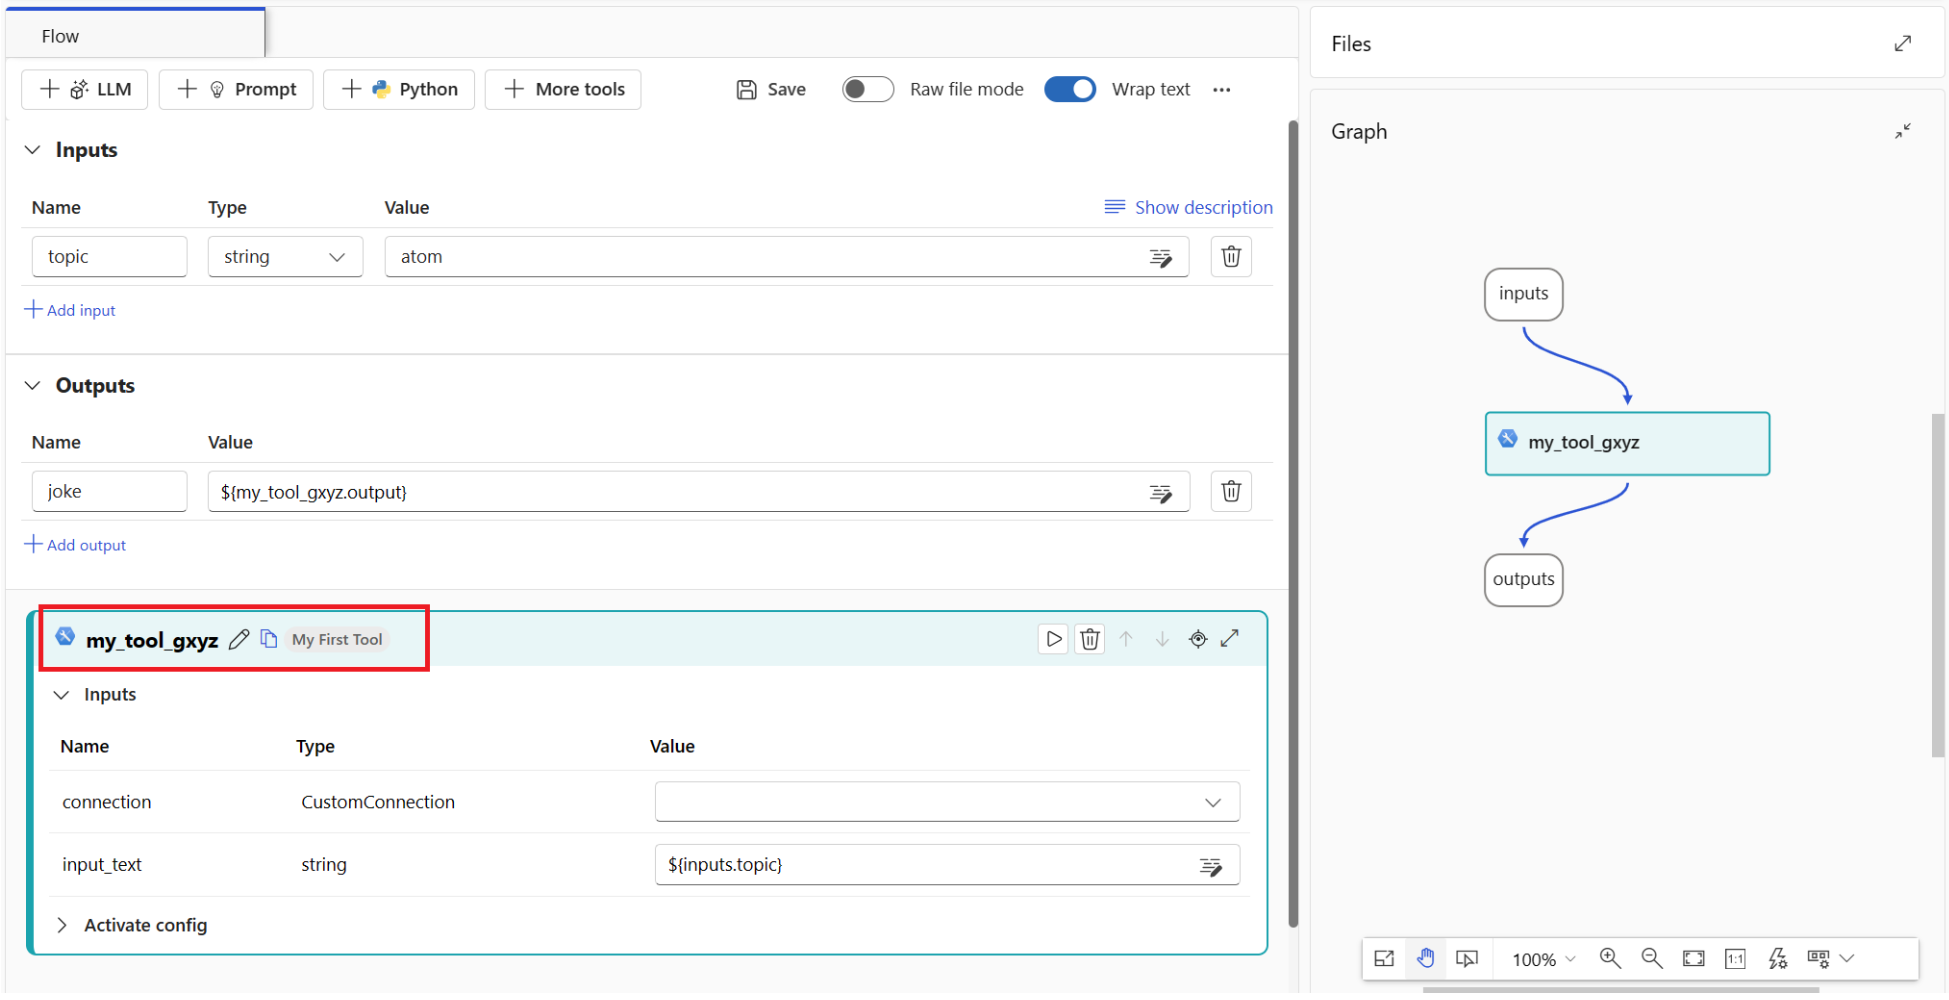 Flow
LLM Prompt Python More tools Save Raw file mode Wrap text
Inputs
Name Type Value Show description
topic string atom
Add input
Outputs
Name Value
joke ${my_tool_gxyz.output}
Add output
my_tool_gxyz My First Tool
Inputs
Name Type Value
connection CustomConnection
input_text string ${inputs.topic}
Activate config
Files
Graph
inputs
my_tool_gxyz
outputs
100% 1:1